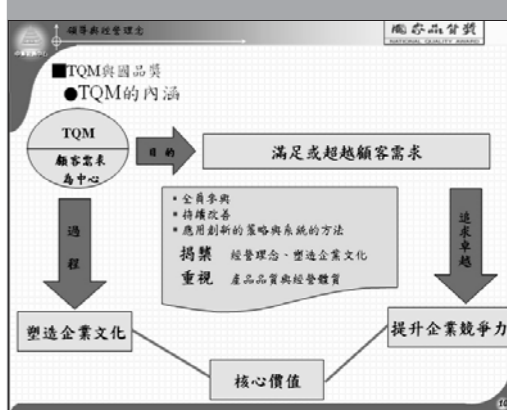 領導與經營理念
國家品質獎
NATIONAL QUALITY AWARD
■TQM與國品獎
●TQM的內涵
TQM
顧客需求
為中心
目的
滿足或超越顧客需求
過程
• 全員參與
• 持續改善
• 應用創新的策略與系統的方法
揭櫫 經營理念、塑造企業文化
重視 產品品質與經營體質
追求卓越
塑造企業文化
提升企業競爭力
核心價值